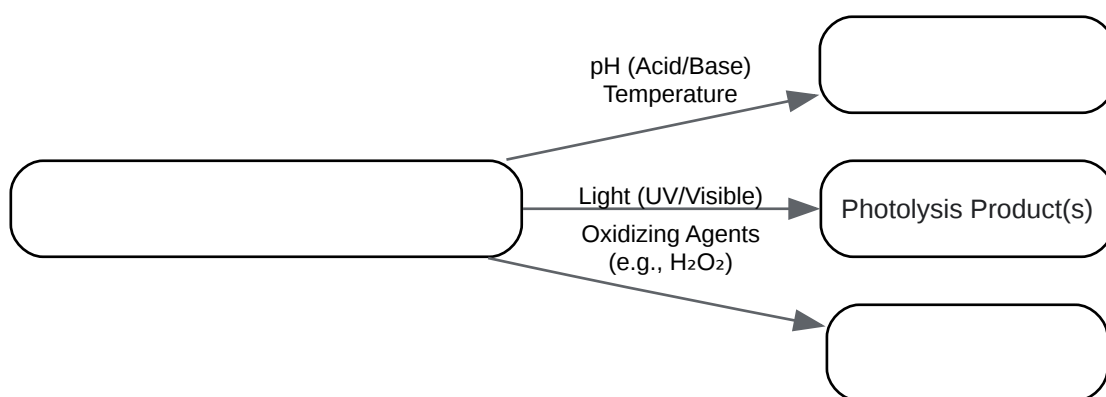 pH (Acid/Base)
Temperature
Light (UV/Visible)
Photolysis Product(s)
Oxidizing Agents
(e.g., H₂O₂)